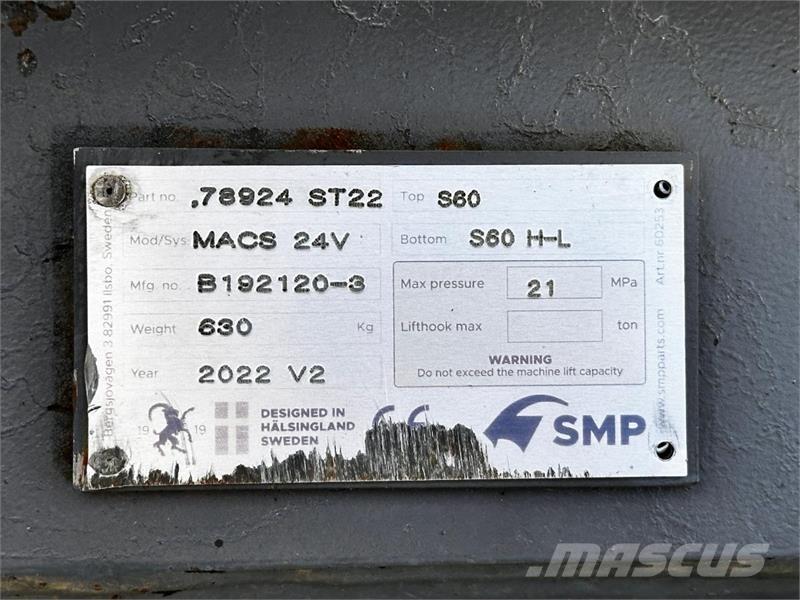 Part no. ,78924 ST22
Mod/Sys MACS 24V
Mfg. no. B192120-3
Weight 630 Kg
Year 2022 V2
Top S60
Bottom S60 H-L
Max pressure 21 MPa
Lifthook max ton
WARNING
Do not exceed the machine lift capacity
19 19
DESIGNED IN
HÄLSINGLAND
SWEDEN
SMP
Bergsjövägen 3 82991 Ilsbo, Sweden
www.smpparts.com Art.nr 60253
MASCUS